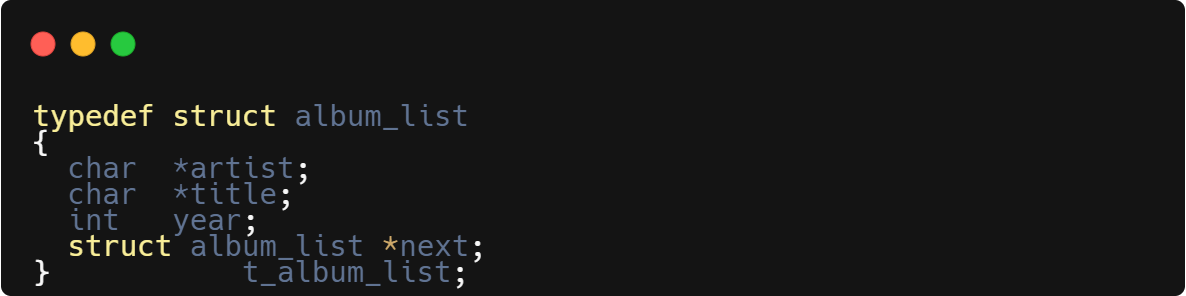 typedef struct album_list
{
  char  *artist;
  char  *title;
  int   year;
  struct album_list *next;
}           t_album_list;